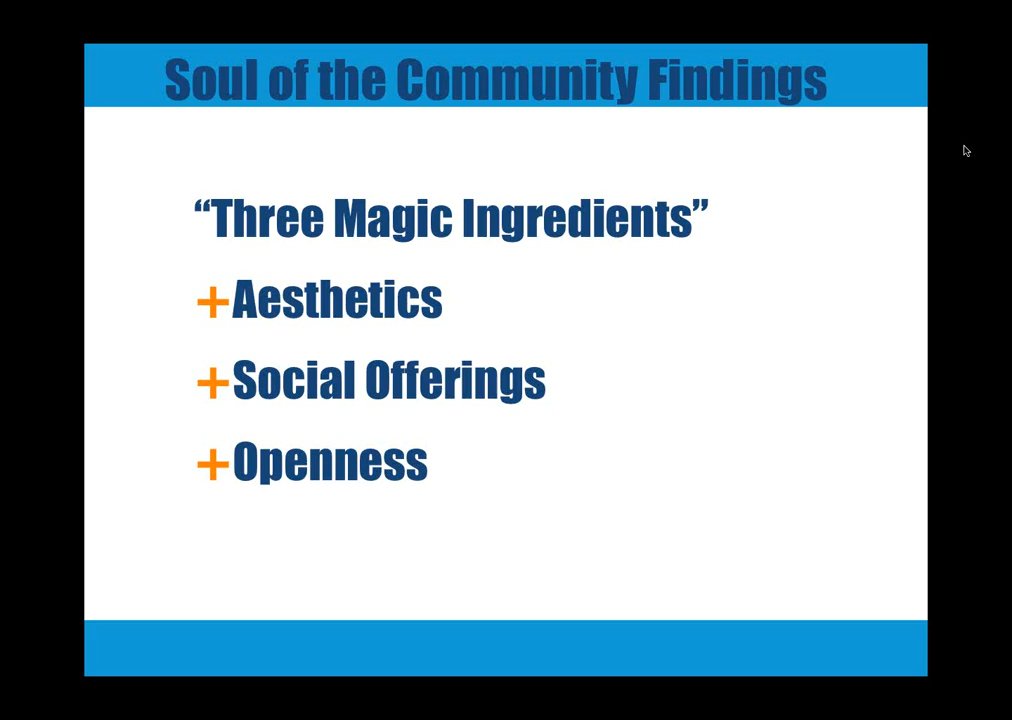 Soul of the Community Findings
“Three Magic Ingredients”
+Aesthetics
+Social Offerings
+Openness